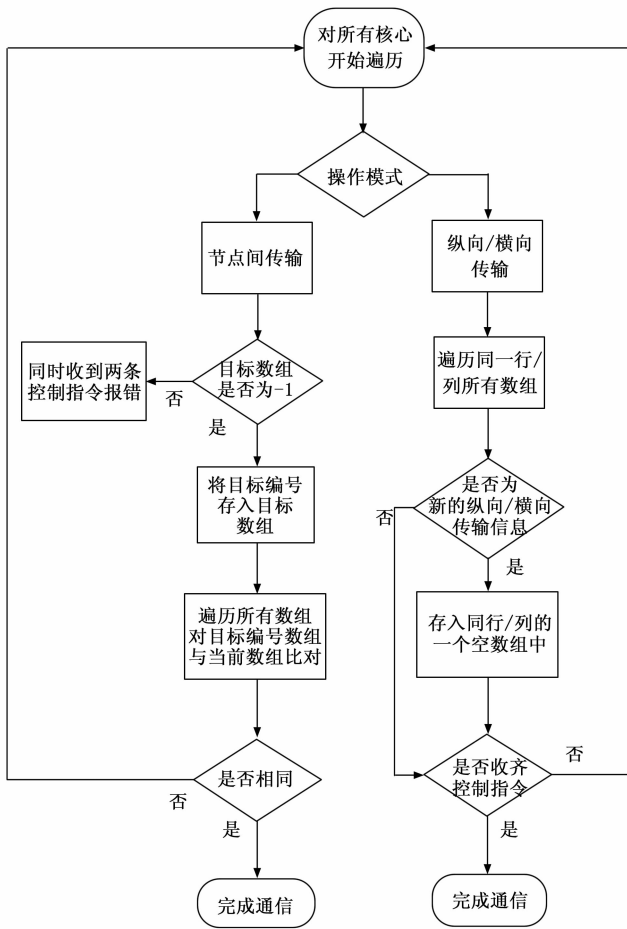 对所有核心
开始遍历
操作模式
节点间传输
纵向/横向
传输
目标数组
是否为-1
同时收到两条
控制指令报错
否
是
遍历同一行/
列所有数组
将目标编号
存入目标
数组
是否为
新的纵向/横向
传输信息
否
是
遍历所有数组
对目标编号数组
与当前数组比对
存入同行/列的
一个空数组中
是否相同
否
是
是否收齐
控制指令
否
是
完成通信
完成通信